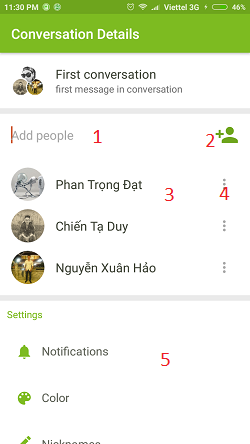 11:30 PM Viettel 3G 46%
Conversation Details
First conversation
first message in conversation
Add people 1 2
Phan Trọng Đạt 3 4
Chiến Tạ Duy
Nguyễn Xuân Hảo
Settings
Notifications 5
Color
Nicknames